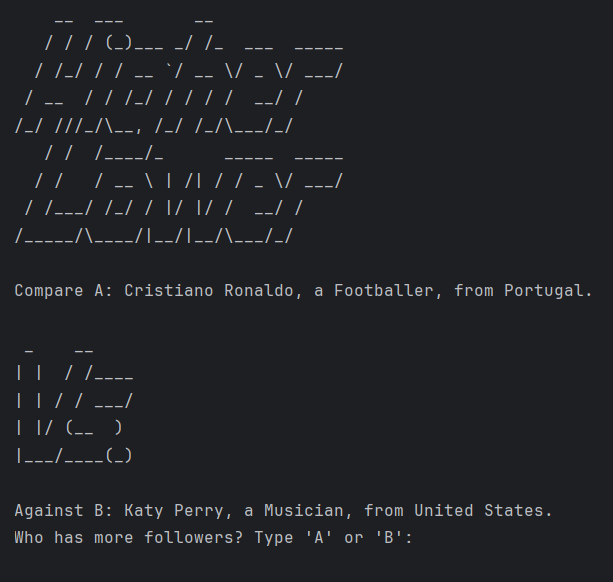 __  ___       __
   / / / (_)___ _/ /_  ___  _____
  / /_/ / / __ `/ __ \/ _ \/ ___/
 / __  / / /_/ / / / /  __/ /
/_/ ///_/\__, /_/ /_/\___/_/
   / /  /____/_      _____  _____
  / /   / __ \ | /| / / _ \/ ___/
 / /___/ /_/ / |/ |/ /  __/ /
/_____/\____/|__/|__/\___/_/
Compare A: Cristiano Ronaldo, a Footballer, from Portugal.
 _    __
| |  / /____
| | / / ___/
| |/ (__  )
|___/____(_)
Against B: Katy Perry, a Musician, from United States.
Who has more followers? Type 'A' or 'B':